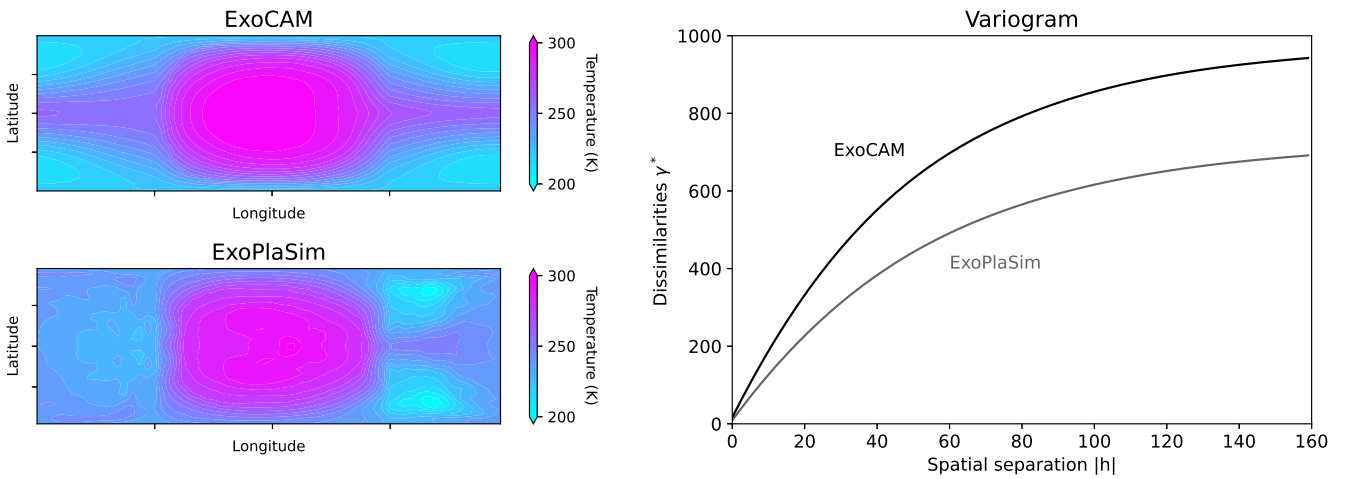 ExoCAM
Latitude
Longitude
300
250
200
Temperature (K)
ExoPlaSim
Latitude
Longitude
300
250
200
Temperature (K)
Variogram
1000
800
600
400
200
0
Dissimilarities γ*
ExoCAM
ExoPlaSim
0 20 40 60 80 100 120 140 160
Spatial separation |h|